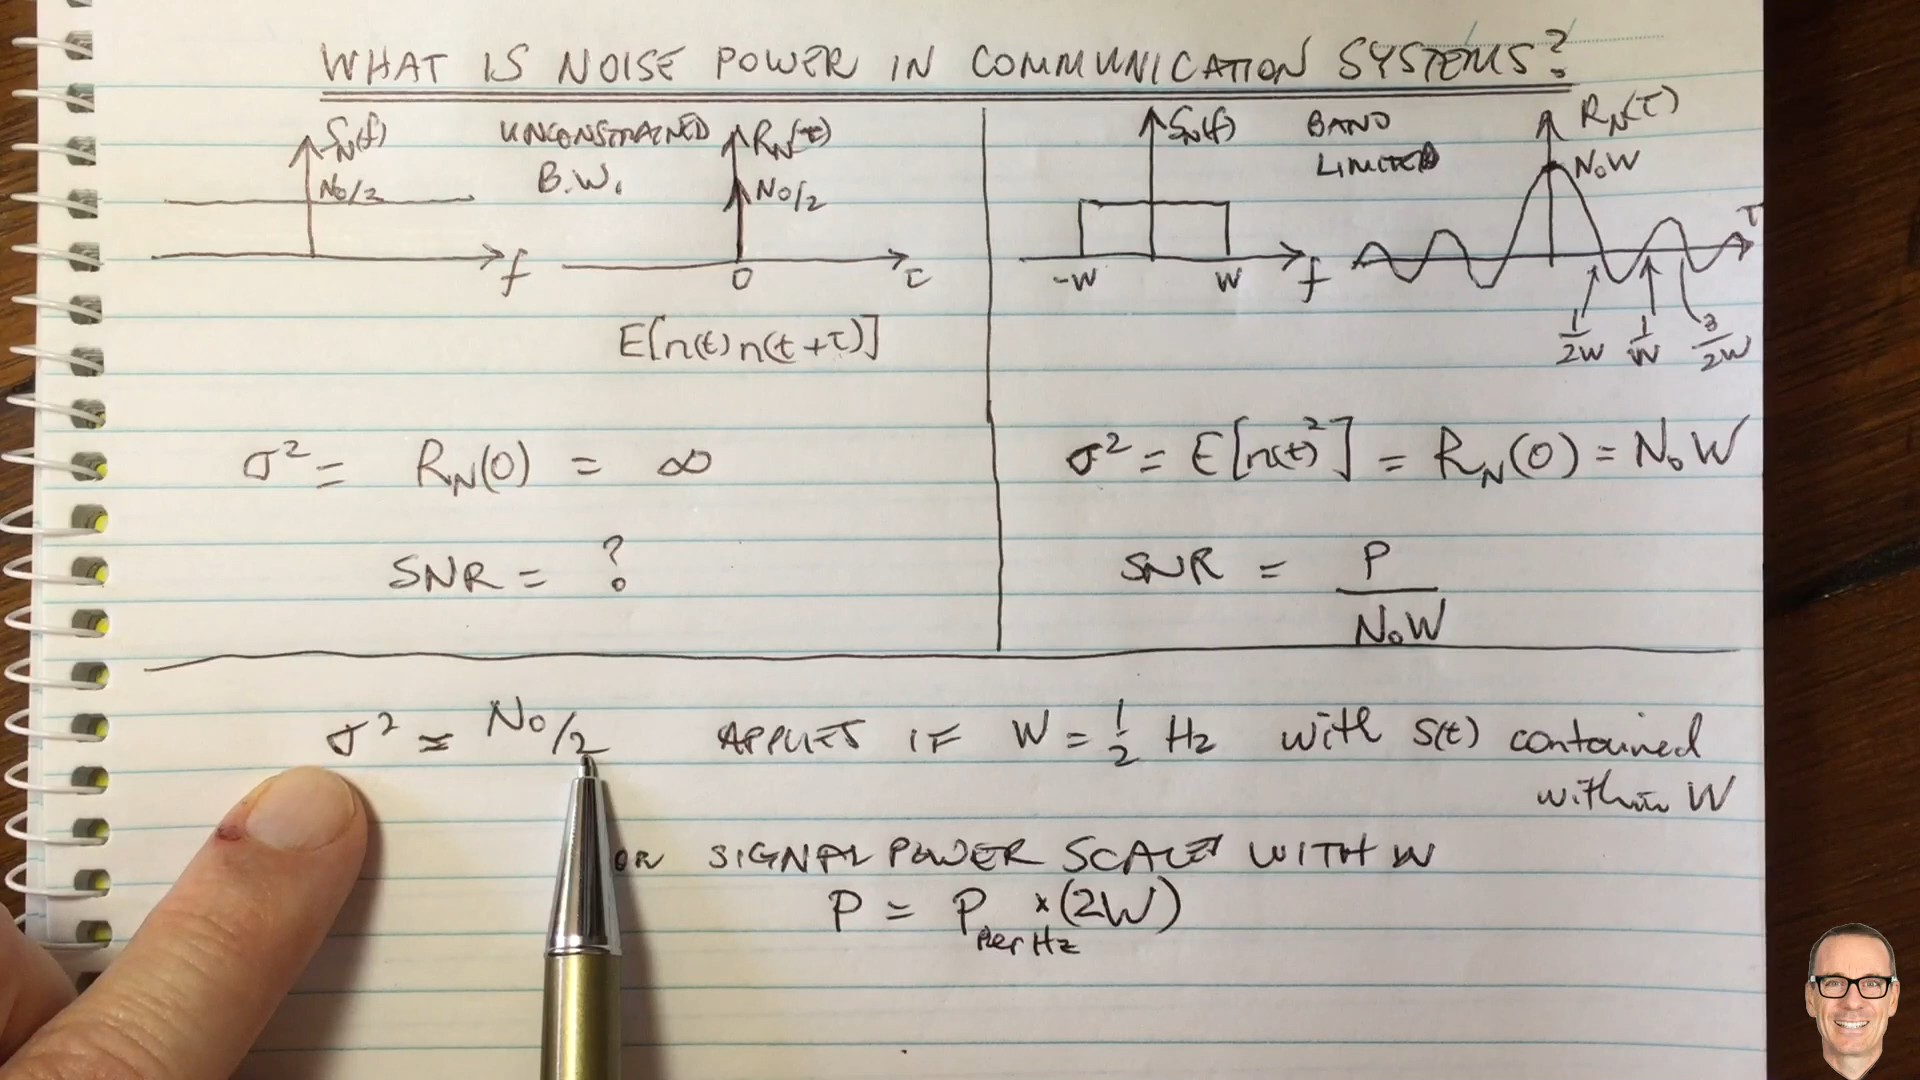 WHAT IS NOISE POWER IN COMMUNICATION SYSTEMS?
S_N(f)
N₀/2
f
UNCONSTRAINED
B.W.
R_N(τ)
N₀/2
0
τ
E[n(t) n(t+τ)]
σ² = R_N(0) = ∞
SNR = ?
S_N(f)
-W
W
f
BAND
LIMITED
R_N(τ)
N₀W
τ
1/2W
1/W
3/2W
σ² = E[n(t)²] = R_N(0) = N₀W
SNR = P/N₀W
σ² = N₀/2 APPLIES IF W = 1/2 Hz with s(t) contained
within W
OR SIGNAL POWER SCALES WITH W
P = P_per Hz × (2W)